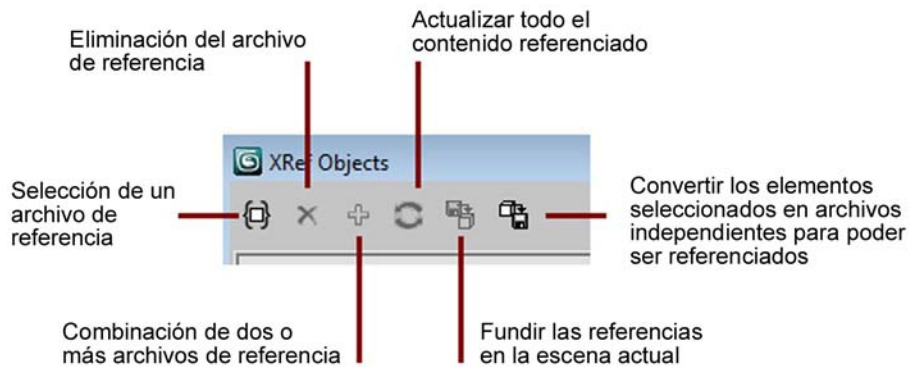 Eliminación del archivo
de referencia
Actualizar todo el
contenido referenciado
XRef Objects
Selección de un
archivo de
referencia
Convertir los elementos
seleccionados en archivos
independientes para poder
ser referenciados
Combinación de dos o
más archivos de referencia
Fundir las referencias
en la escena actual